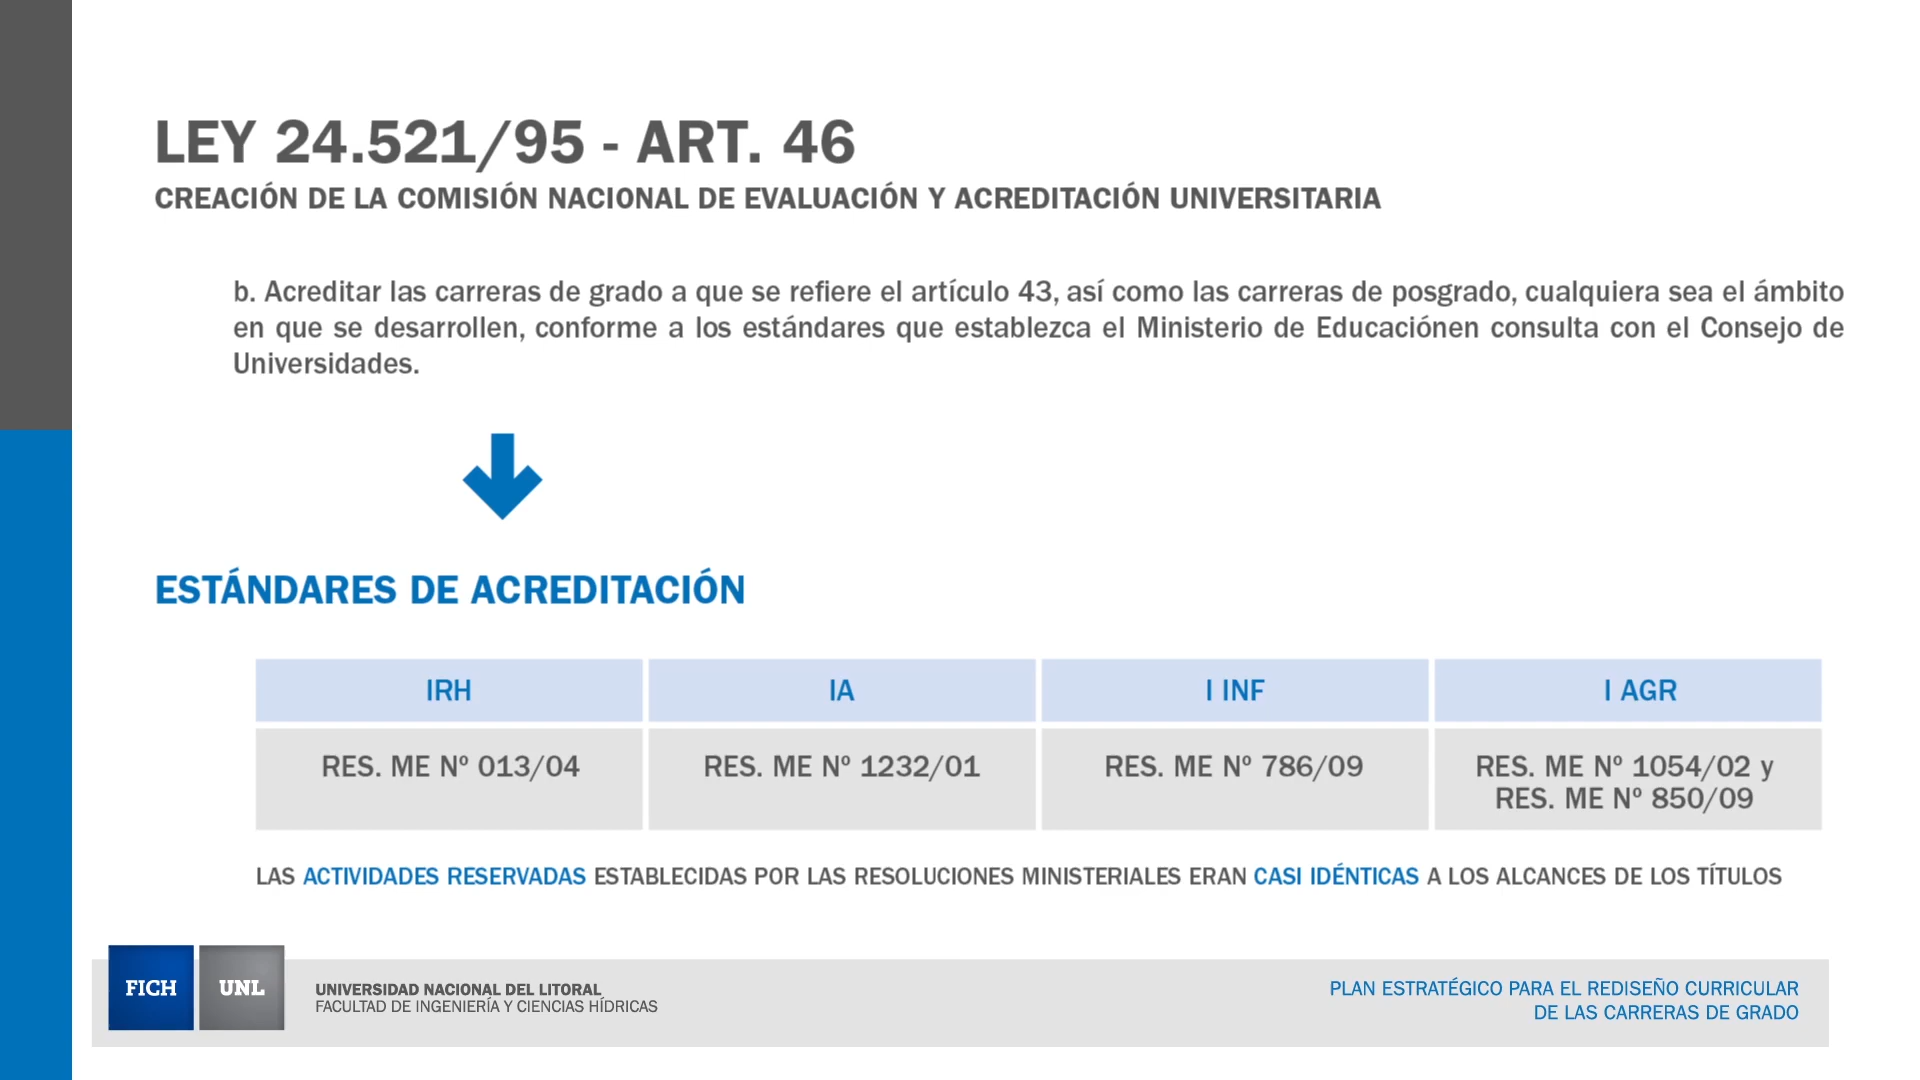 LEY 24.521/95 - ART. 46
CREACIÓN DE LA COMISIÓN NACIONAL DE EVALUACIÓN Y ACREDITACIÓN UNIVERSITARIA
b. Acreditar las carreras de grado a que se refiere el artículo 43, así como las carreras de posgrado, cualquiera sea el ámbito
en que se desarrollen, conforme a los estándares que establezca el Ministerio de Educaciónen consulta con el Consejo de
Universidades.
ESTÁNDARES DE ACREDITACIÓN
IRH IA I INF I AGR
RES. ME Nº 013/04 RES. ME Nº 1232/01 RES. ME Nº 786/09 RES. ME Nº 1054/02 y
RES. ME Nº 850/09
LAS ACTIVIDADES RESERVADAS ESTABLECIDAS POR LAS RESOLUCIONES MINISTERIALES ERAN CASI IDÉNTICAS A LOS ALCANCES DE LOS TÍTULOS
FICH UNL
UNIVERSIDAD NACIONAL DEL LITORAL
FACULTAD DE INGENIERÍA Y CIENCIAS HÍDRICAS
PLAN ESTRATÉGICO PARA EL REDISEÑO CURRICULAR
DE LAS CARRERAS DE GRADO